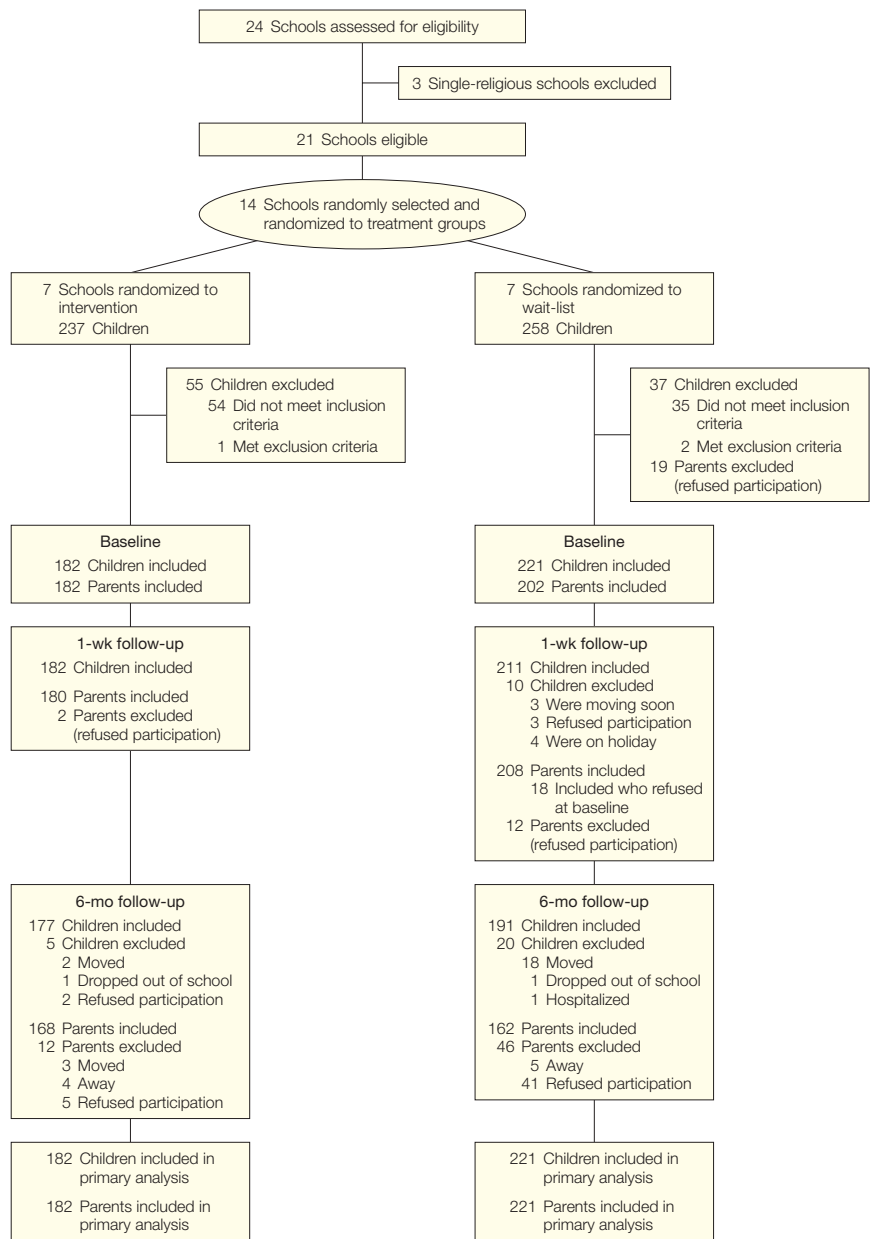 24 Schools assessed for eligibility
3 Single-religious schools excluded
21 Schools eligible
14 Schools randomly selected and
randomized to treatment groups
7 Schools randomized to
intervention
237 Children
7 Schools randomized to
wait-list
258 Children
55 Children excluded
54 Did not meet inclusion
criteria
1 Met exclusion criteria
37 Children excluded
35 Did not meet inclusion
criteria
2 Met exclusion criteria
19 Parents excluded
(refused participation)
Baseline
182 Children included
182 Parents included
Baseline
221 Children included
202 Parents included
1-wk follow-up
182 Children included
180 Parents included
2 Parents excluded
(refused participation)
1-wk follow-up
211 Children included
10 Children excluded
3 Were moving soon
3 Refused participation
4 Were on holiday
208 Parents included
18 Included who refused
at baseline
12 Parents excluded
(refused participation)
6-mo follow-up
177 Children included
5 Children excluded
2 Moved
1 Dropped out of school
2 Refused participation
168 Parents included
12 Parents excluded
3 Moved
4 Away
5 Refused participation
6-mo follow-up
191 Children included
20 Children excluded
18 Moved
1 Dropped out of school
1 Hospitalized
162 Parents included
46 Parents excluded
5 Away
41 Refused participation
182 Children included in
primary analysis
182 Parents included in
primary analysis
221 Children included in
primary analysis
221 Parents included in
primary analysis